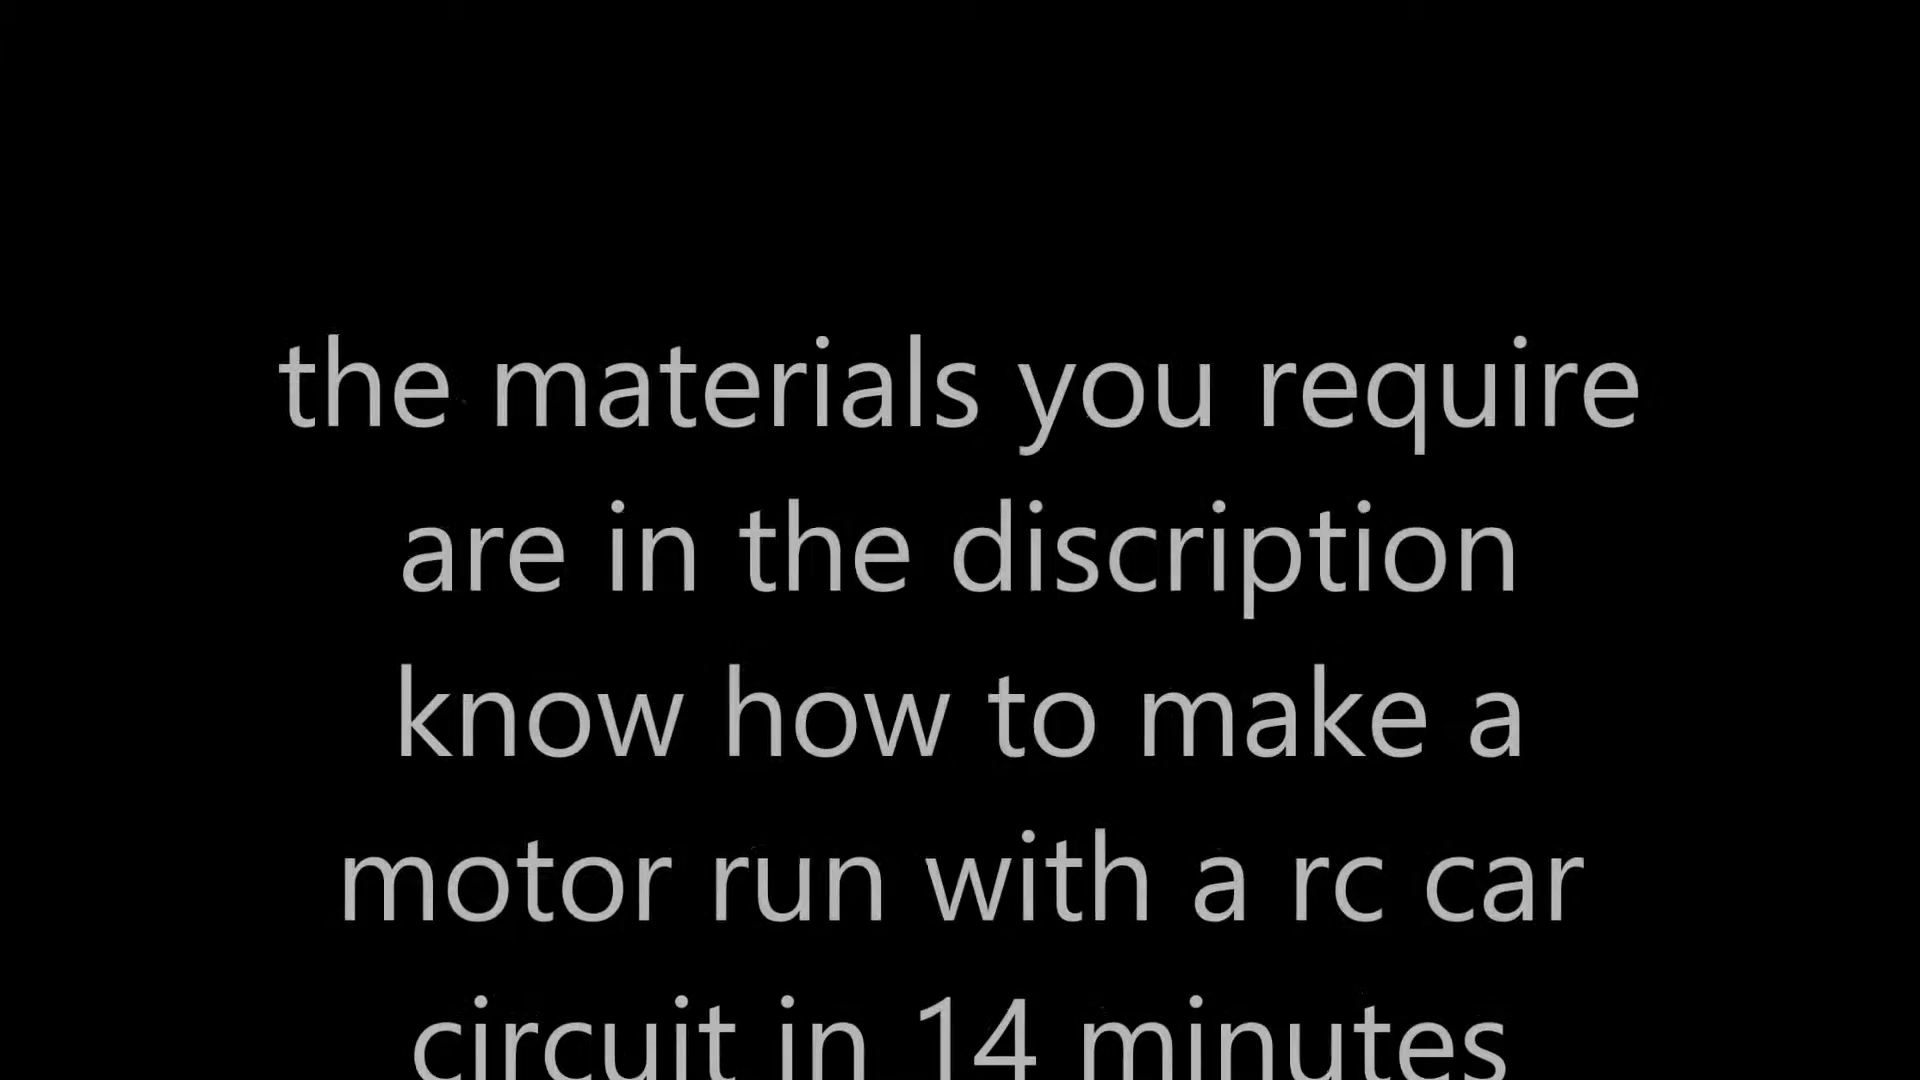 the materials you require
are in the discription
know how to make a
motor run with a rc car
circuit in 14 minutes